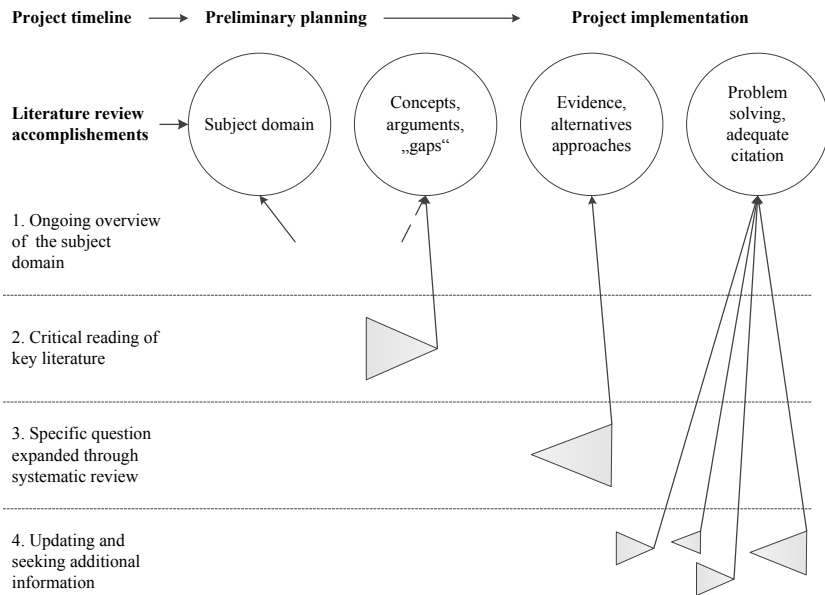 Project timeline
Preliminary planning
Project implementation
Literature review
accomplishements
Subject domain
Concepts,
arguments,
„gaps“
Evidence,
alternatives
approaches
Problem
solving,
adequate
citation
1. Ongoing overview
of the subject
domain
2. Critical reading of
key literature
3. Specific question
expanded through
systematic review
4. Updating and
seeking additional
information